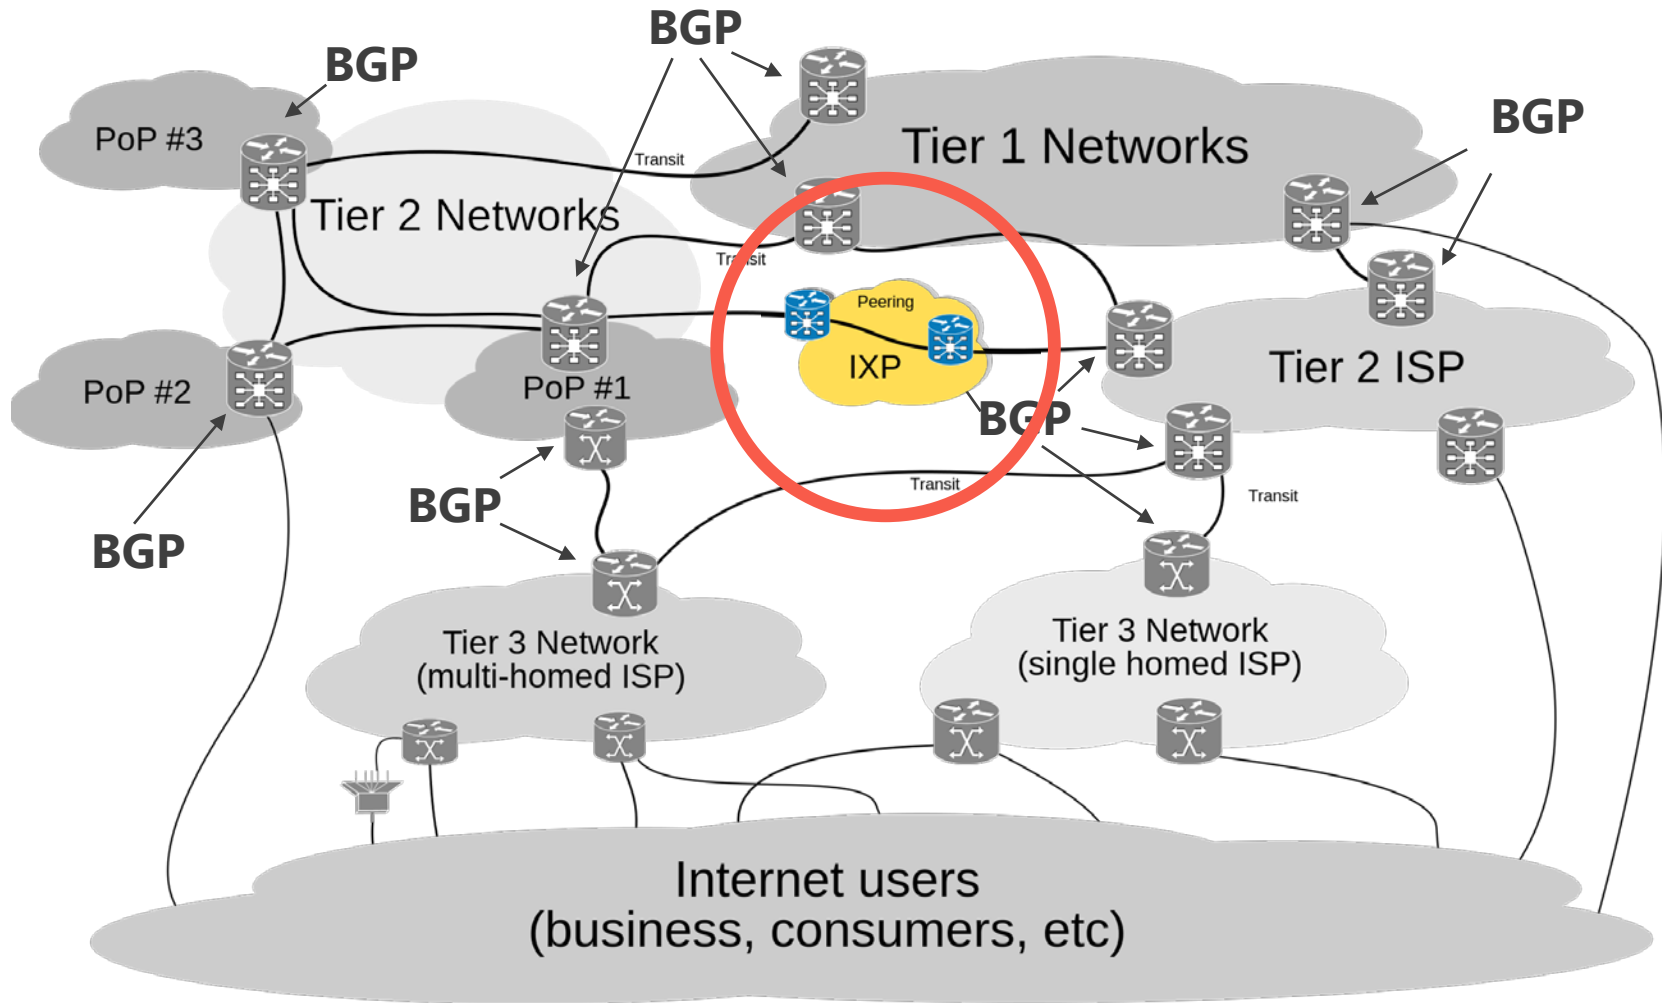 BGP
BGP
BGP
PoP #3
Tier 1 Networks
Transit
Tier 2 Networks
Transit
Peering
IXP
Tier 2 ISP
PoP #2
PoP #1
BGP
BGP
Transit
Transit
BGP
Tier 3 Network
(multi-homed ISP)
Tier 3 Network
(single homed ISP)
Internet users
(business, consumers, etc)